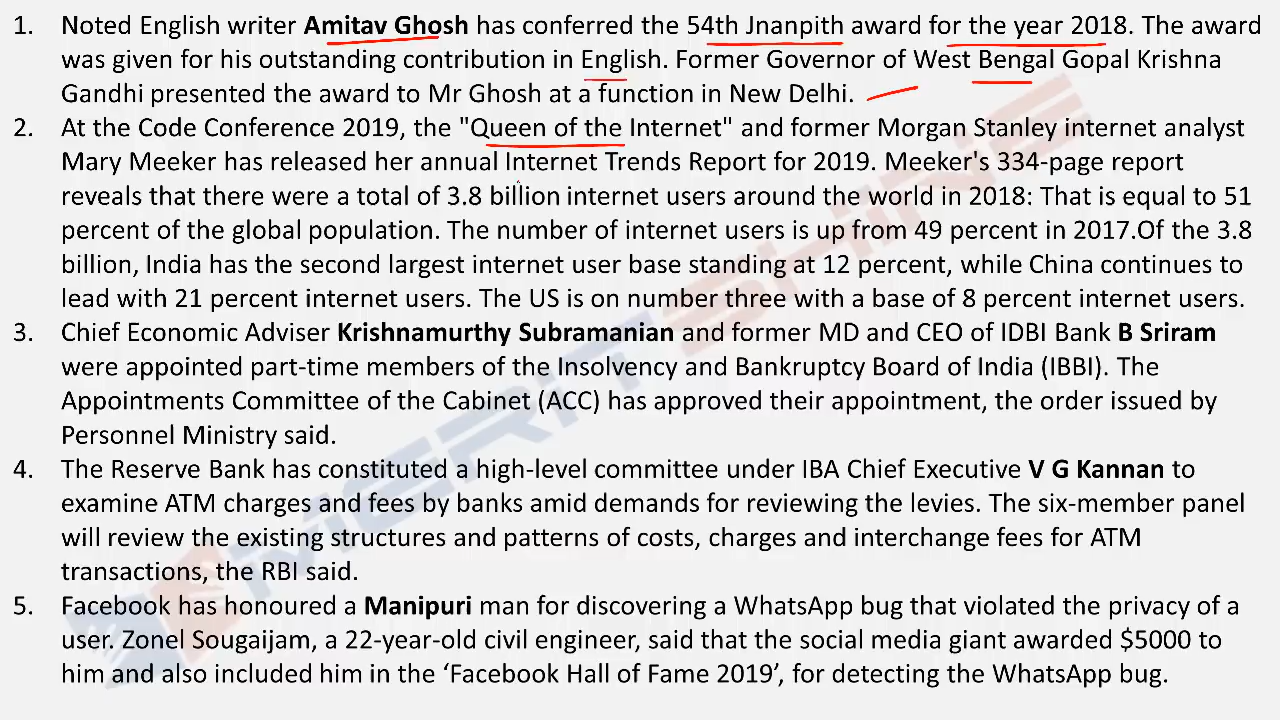 1. Noted English writer Amitav Ghosh has conferred the 54th Jnanpith award for the year 2018. The award
was given for his outstanding contribution in English. Former Governor of West Bengal Gopal Krishna
Gandhi presented the award to Mr Ghosh at a function in New Delhi.
2. At the Code Conference 2019, the "Queen of the Internet" and former Morgan Stanley internet analyst
Mary Meeker has released her annual Internet Trends Report for 2019. Meeker's 334-page report
reveals that there were a total of 3.8 billion internet users around the world in 2018: That is equal to 51
percent of the global population. The number of internet users is up from 49 percent in 2017.Of the 3.8
billion, India has the second largest internet user base standing at 12 percent, while China continues to
lead with 21 percent internet users. The US is on number three with a base of 8 percent internet users.
3. Chief Economic Adviser Krishnamurthy Subramanian and former MD and CEO of IDBI Bank B Sriram
were appointed part-time members of the Insolvency and Bankruptcy Board of India (IBBI). The
Appointments Committee of the Cabinet (ACC) has approved their appointment, the order issued by
Personnel Ministry said.
4. The Reserve Bank has constituted a high-level committee under IBA Chief Executive V G Kannan to
examine ATM charges and fees by banks amid demands for reviewing the levies. The six-member panel
will review the existing structures and patterns of costs, charges and interchange fees for ATM
transactions, the RBI said.
5. Facebook has honoured a Manipuri man for discovering a WhatsApp bug that violated the privacy of a
user. Zonel Sougaijam, a 22-year-old civil engineer, said that the social media giant awarded $5000 to
him and also included him in the ‘Facebook Hall of Fame 2019’, for detecting the WhatsApp bug.
MERITSHINE